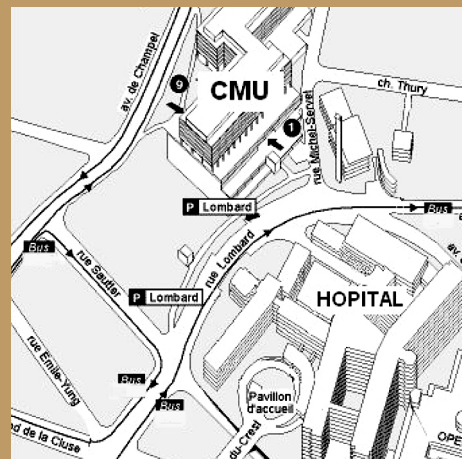 av. de Champel
9
CMU
ch. Thury
1
rue Michel-Servet
P Lombard
Bus
Bus
rue Sautter
rue Lombard
P Lombard
HOPITAL
rue Emile-Yung
Bus
Bus
Pavillon
d'accueil
de la Cluse
du-Crest
OPE